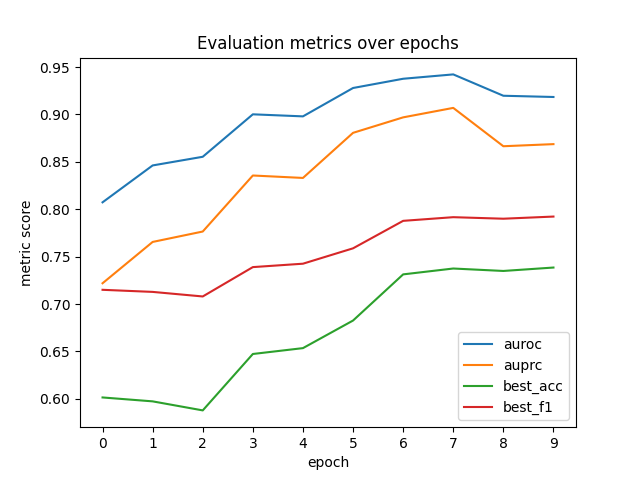 Evaluation metrics over epochs
metric score
0.95
0.90
0.85
0.80
0.75
0.70
0.65
0.60
0 1 2 3 4 5 6 7 8 9
epoch
auroc
auprc
best_acc
best_f1